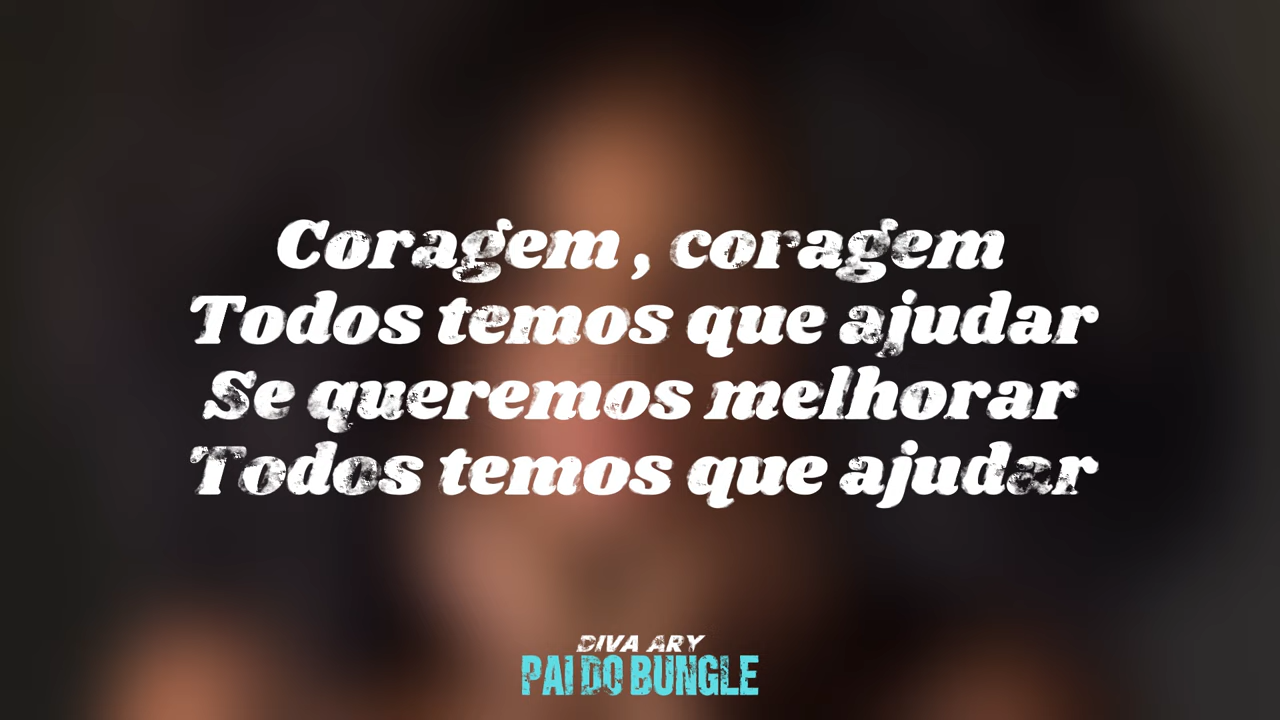 Coragem , coragem
Todos temos que ajudar
Se queremos melhorar
Todos temos que ajudar
DIVA ARY
PAI DO BUNGLE